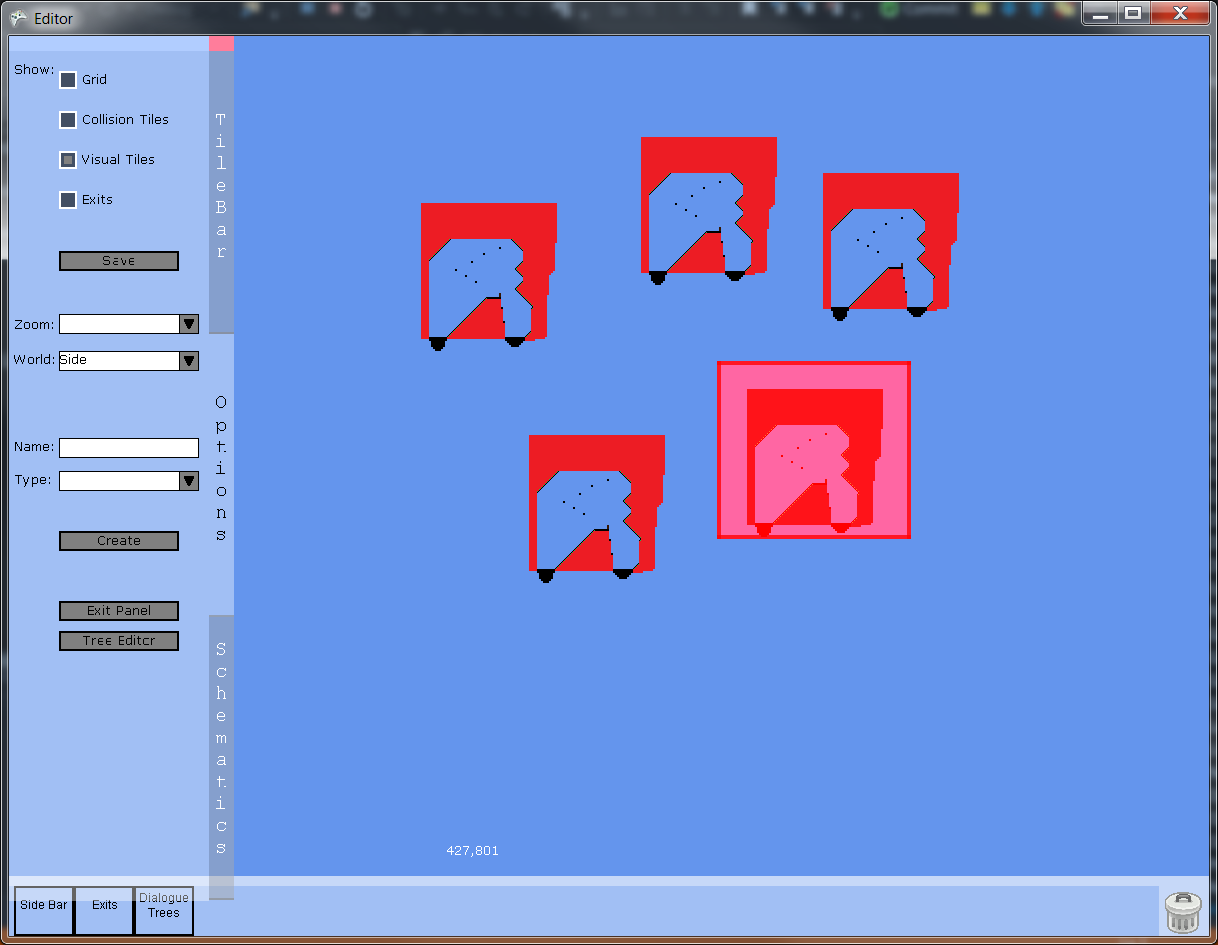 Editor
Show:
Grid
Collision Tiles
Visual Tiles
Exits
Save
Zoom:
World: Side
Name:
Type:
Create
Exit Panel
Tree Editor
TileBar
Options
Schematics
427,801
Side Bar
Exits
Dialogue
Trees